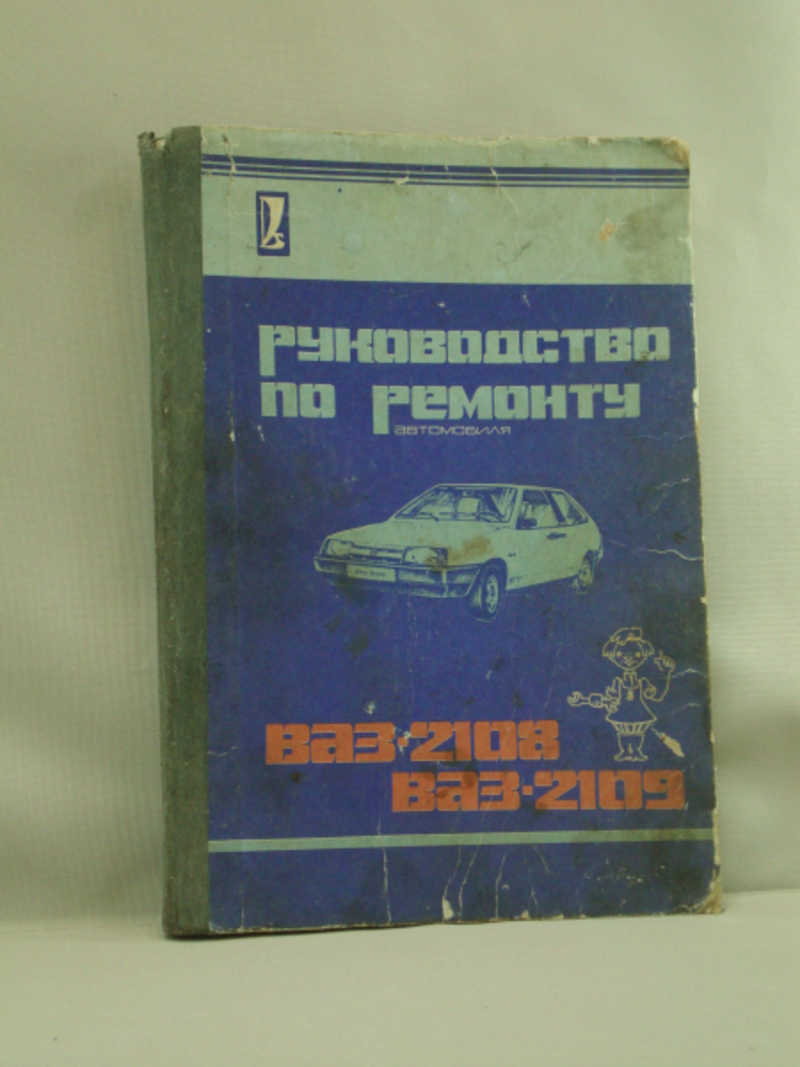 Руководство
по ремонту
автомобиля
ВАЗ·2108
ВАЗ·2109